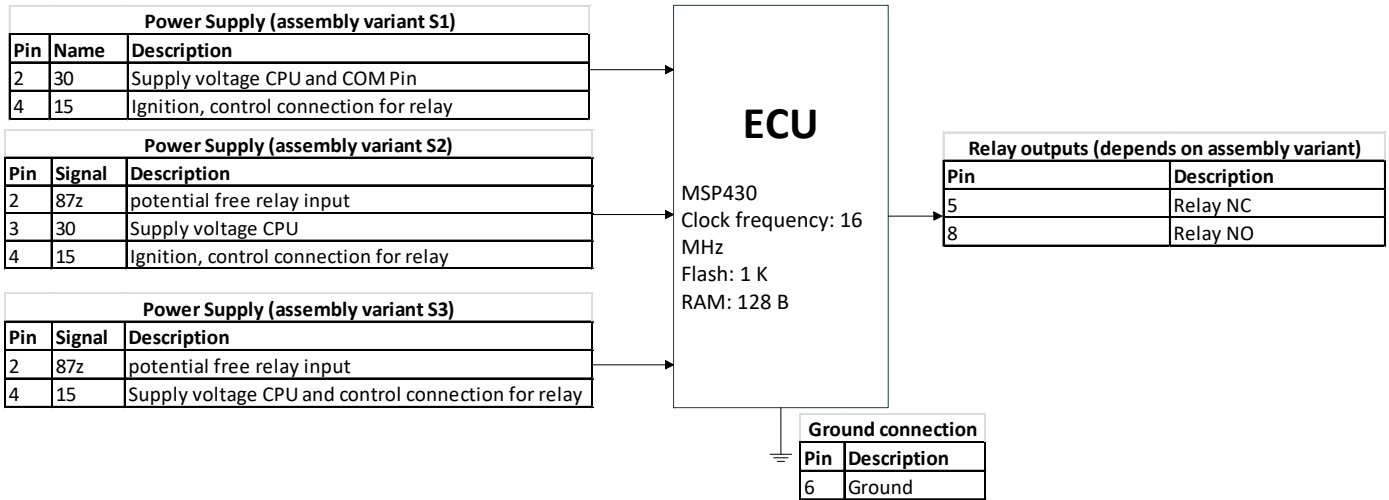 Power Supply (assembly variant S1)
Pin Name Description
2 30 Supply voltage CPU and COM Pin
4 15 Ignition, control connection for relay
Power Supply (assembly variant S2)
Pin Signal Description
2 87z potential free relay input
3 30 Supply voltage CPU
4 15 Ignition, control connection for relay
Power Supply (assembly variant S3)
Pin Signal Description
2 87z potential free relay input
4 15 Supply voltage CPU and control connection for relay
ECU
MSP430
Clock frequency: 16
MHz
Flash: 1 K
RAM: 128 B
Relay outputs (depends on assembly variant)
Pin Description
5 Relay NC
8 Relay NO
Ground connection
Pin Description
6 Ground